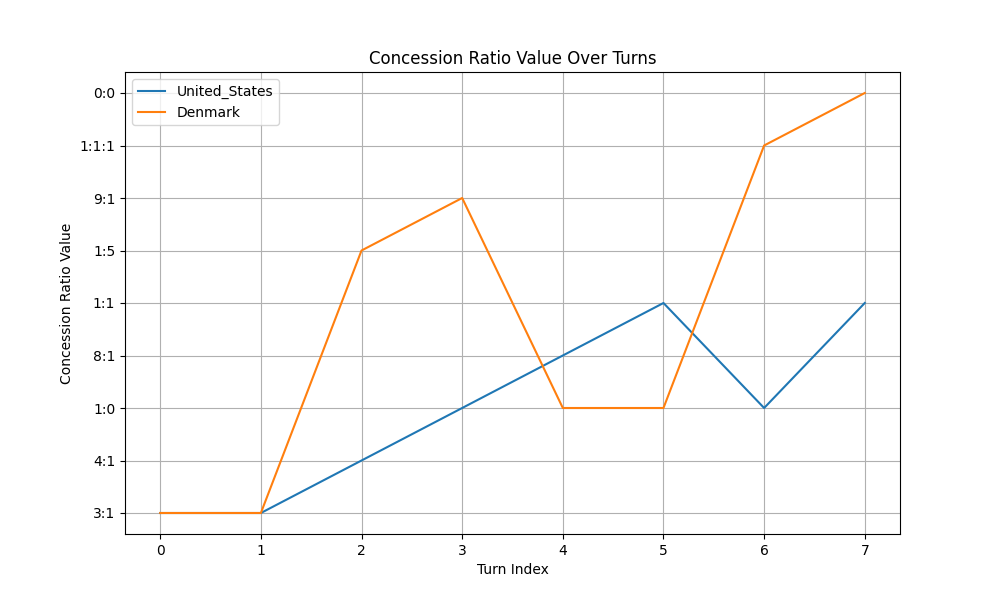 Concession Ratio Value Over Turns
United_States
Denmark
Concession Ratio Value
0:0
1:1:1
9:1
1:5
1:1
8:1
1:0
4:1
3:1
0 1 2 3 4 5 6 7
Turn Index